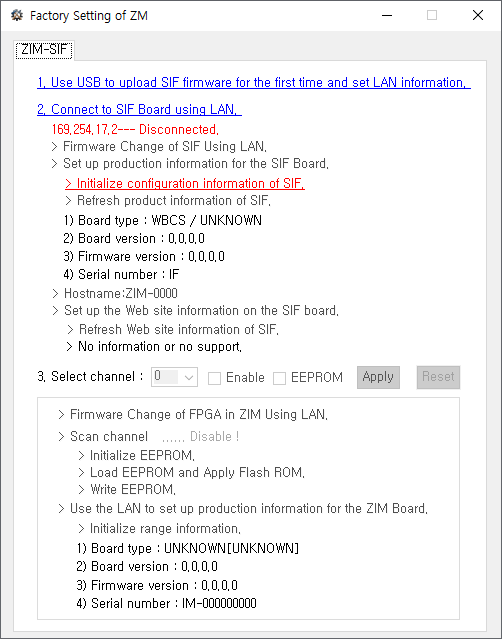 Factory Setting of ZM
ZIM-SIF
1. Use USB to upload SIF firmware for the first time and set LAN information.
2. Connect to SIF Board using LAN.
169.254.17.2--- Disconnected.
> Firmware Change of SIF Using LAN.
> Set up production information for the SIF Board.
> Initialize configuration information of SIF.
> Refresh product information of SIF.
1) Board type : WBCS / UNKNOWN
2) Board version : 0.0.0.0
3) Firmware version : 0.0.0.0
4) Serial number : IF
> Hostname:ZIM-0000
> Set up the Web site information on the SIF board.
> Refresh Web site information of SIF.
> No information or no support.
3. Select channel : 0 Enable EEPROM Apply Reset
> Firmware Change of FPGA in ZIM Using LAN.
> Scan channel ...... Disable !
> Initialize EEPROM.
> Load EEPROM and Apply Flash ROM.
> Write EEPROM.
> Use the LAN to set up production information for the ZIM Board.
> Initialize range information.
1) Board type : UNKNOWN[UNKNOWN]
2) Board version : 0.0.0.0
3) Firmware version : 0.0.0.0
4) Serial number : IM-000000000